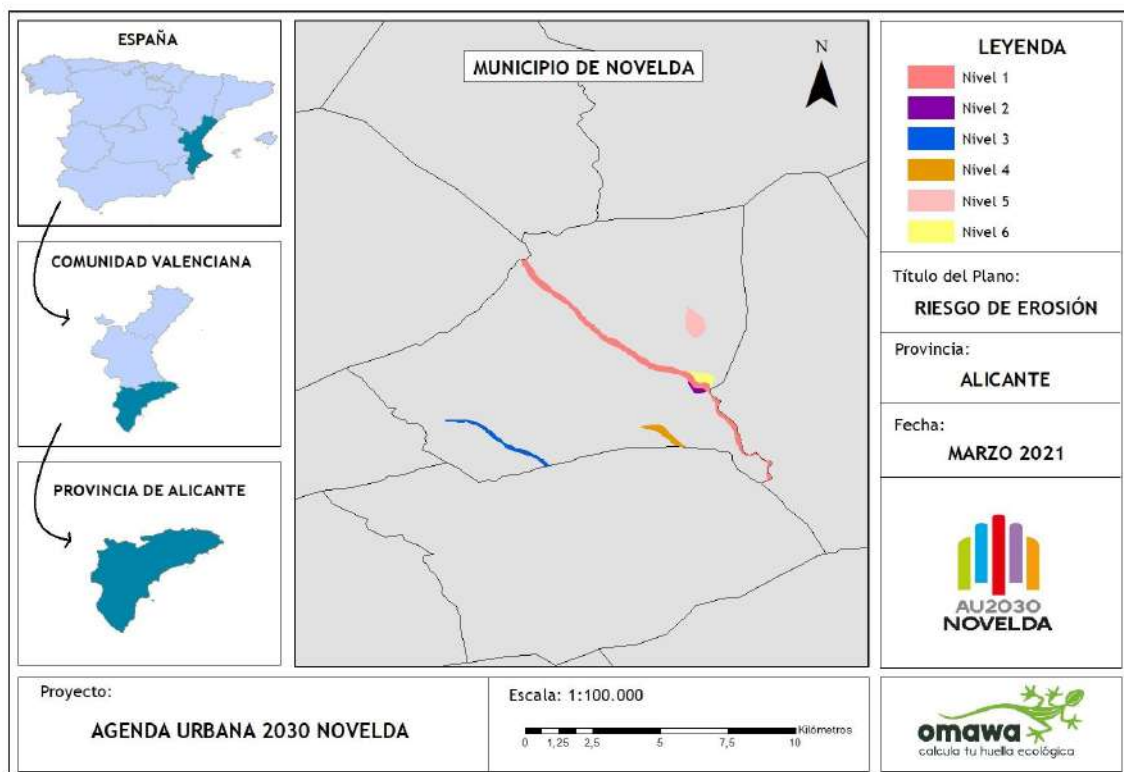 ESPAÑA
COMUNIDAD VALENCIANA
PROVINCIA DE ALICANTE
MUNICIPIO DE NOVELDA
N
LEYENDA
Nivel 1
Nivel 2
Nivel 3
Nivel 4
Nivel 5
Nivel 6
Título del Plano:
RIESGO DE EROSIÓN
Provincia:
ALICANTE
Fecha:
MARZO 2021
AU2030
NOVELDA
Proyecto:
AGENDA URBANA 2030 NOVELDA
Escala: 1:100.000
Kilómetros
0 1,25 2,5 5 7,5 10
omawa
calcula tu huella ecológica